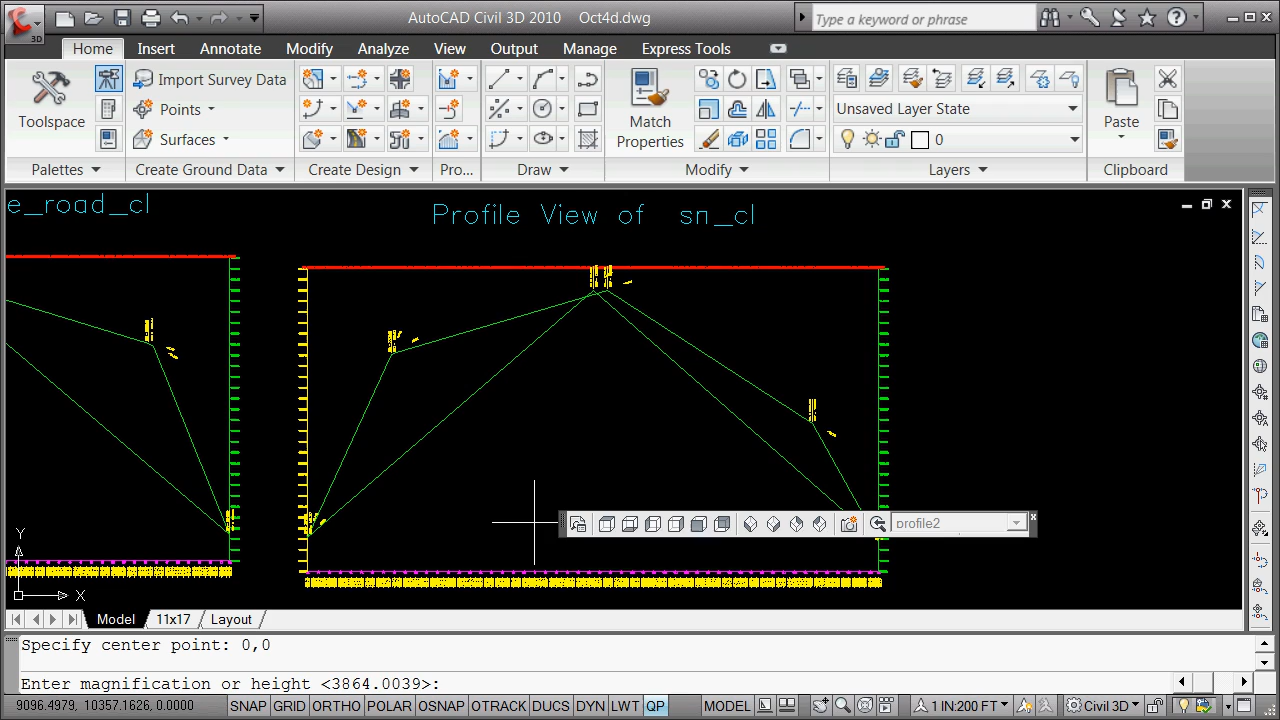 AutoCAD Civil 3D 2010 Oct4d.dwg
Type a keyword or phrase
3D
Home Insert Annotate Modify Analyze View Output Manage Express Tools
Toolspace
Import Survey Data
Points
Surfaces
Match
Properties
Unsaved Layer State
0
Paste
Palettes Create Ground Data Create Design Pro... Draw Modify Layers Clipboard
e_road_cl
Profile View of sn_cl
profile2
Y
X
Model 11x17 Layout
Specify center point: 0,0
Enter magnification or height <3864.0039>:
9096.4979, 10357.1626, 0.0000 SNAP GRID ORTHO POLAR OSNAP OTRACK DUCS DYN LWT QP MODEL 1 IN:200 FT Civil 3D